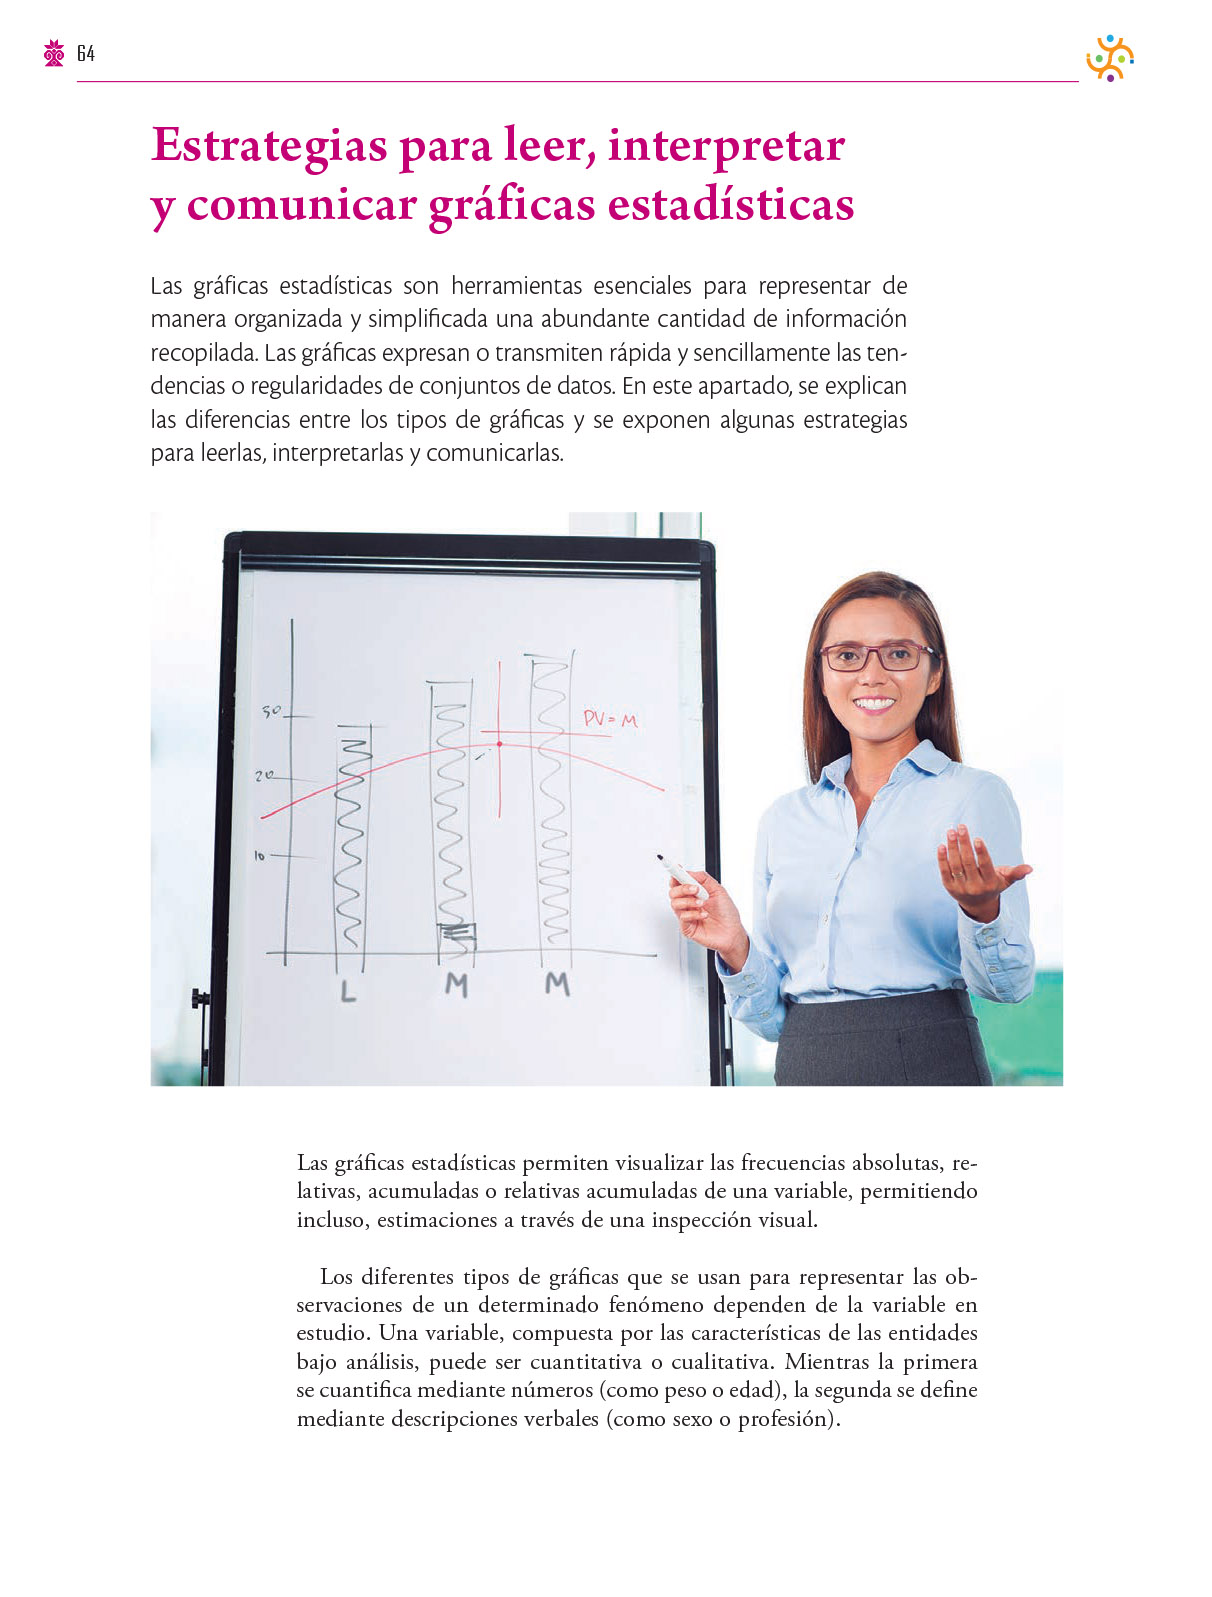 64
Estrategias para leer, interpretar
y comunicar gráficas estadísticas
Las gráficas estadísticas son herramientas esenciales para representar de
manera organizada y simplificada una abundante cantidad de información
recopilada. Las gráficas expresan o transmiten rápida y sencillamente las ten-
dencias o regularidades de conjuntos de datos. En este apartado, se explican
las diferencias entre los tipos de gráficas y se exponen algunas estrategias
para leerlas, interpretarlas y comunicarlas.
30
PV = M
20
10
L M M
Las gráficas estadísticas permiten visualizar las frecuencias absolutas, re-
lativas, acumuladas o relativas acumuladas de una variable, permitiendo
incluso, estimaciones a través de una inspección visual.
Los diferentes tipos de gráficas que se usan para representar las ob-
servaciones de un determinado fenómeno dependen de la variable en
estudio. Una variable, compuesta por las características de las entidades
bajo análisis, puede ser cuantitativa o cualitativa. Mientras la primera
se cuantifica mediante números (como peso o edad), la segunda se define
mediante descripciones verbales (como sexo o profesión).